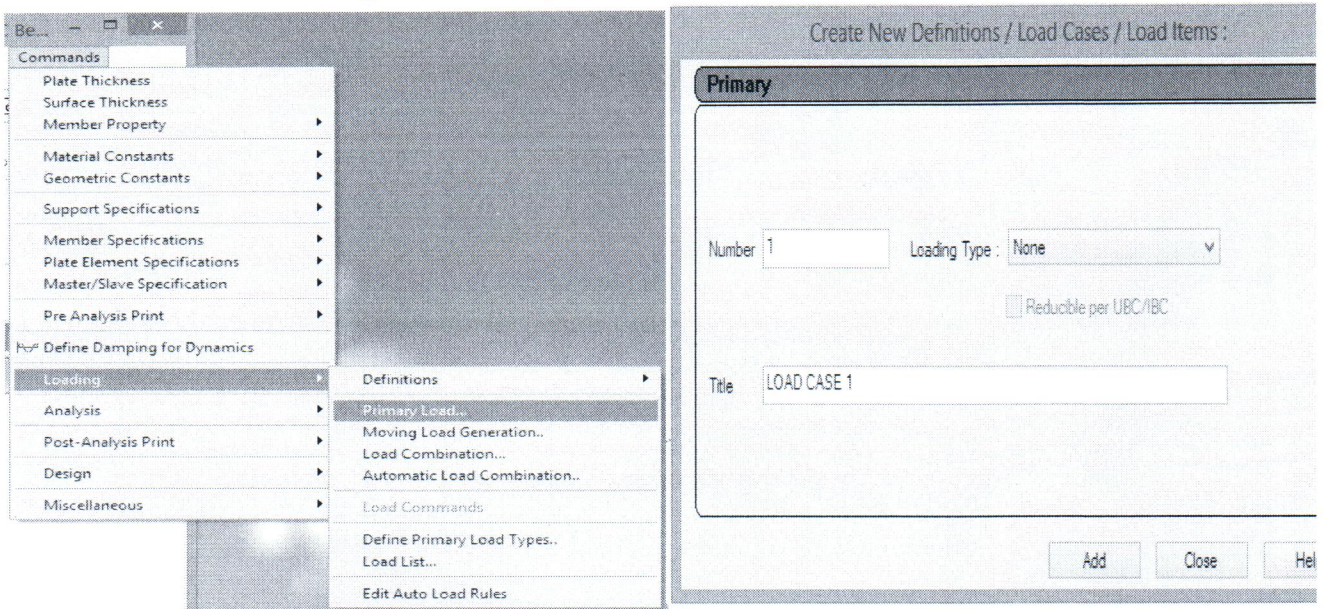 Be...
Commands
Plate Thickness
Surface Thickness
Member Property
Material Constants
Geometric Constants
Support Specifications
Member Specifications
Plate Element Specifications
Master/Slave Specification
Pre Analysis Print
Define Damping for Dynamics
Loading
Analysis
Post-Analysis Print
Design
Miscellaneous
Definitions
Primary Load...
Moving Load Generation..
Load Combination...
Automatic Load Combination..
Load Commands
Define Primary Load Types..
Load List...
Edit Auto Load Rules
Create New Definitions / Load Cases / Load Items :
Primary
Number 1 Loading Type : None
Reducible per UBC/IBC
Title LOAD CASE 1
Add Close Hel